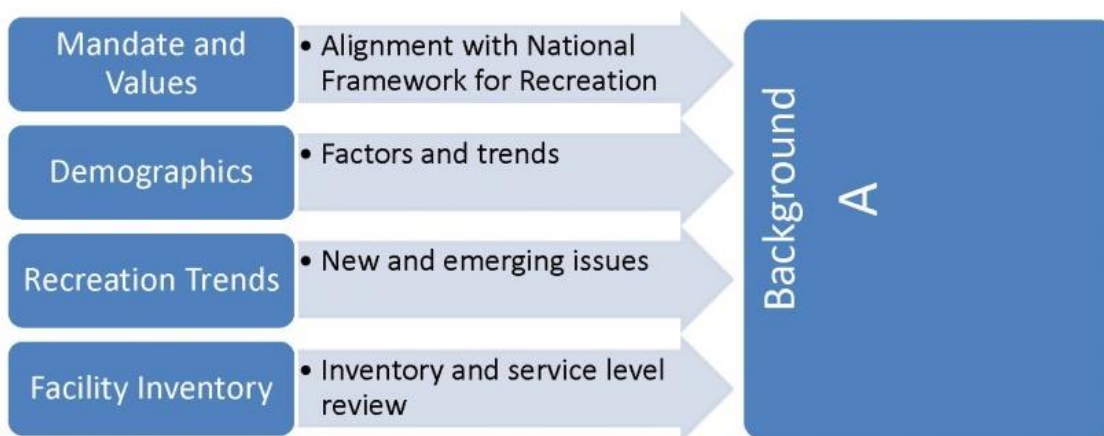 Mandate and
Values
• Alignment with National
Framework for Recreation
Demographics
• Factors and trends
Recreation Trends
• New and emerging issues
Facility Inventory
• Inventory and service level
review
Background
A